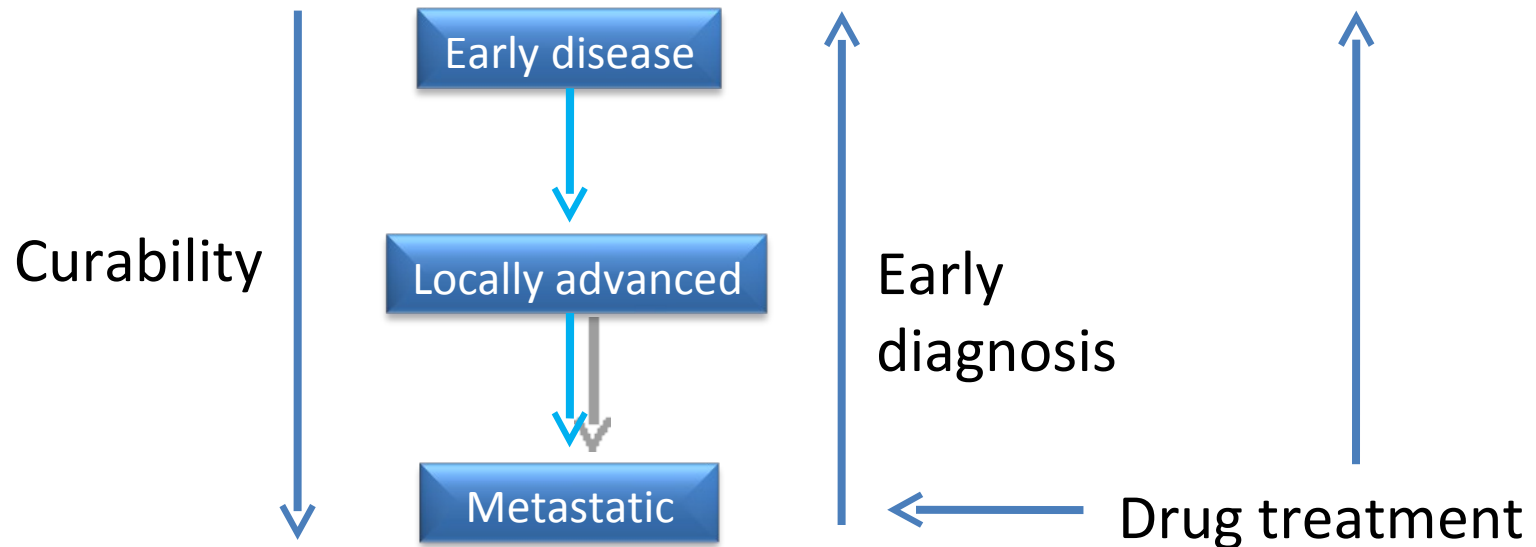 Early disease
Curability
Locally advanced
Early
diagnosis
Metastatic
Drug treatment